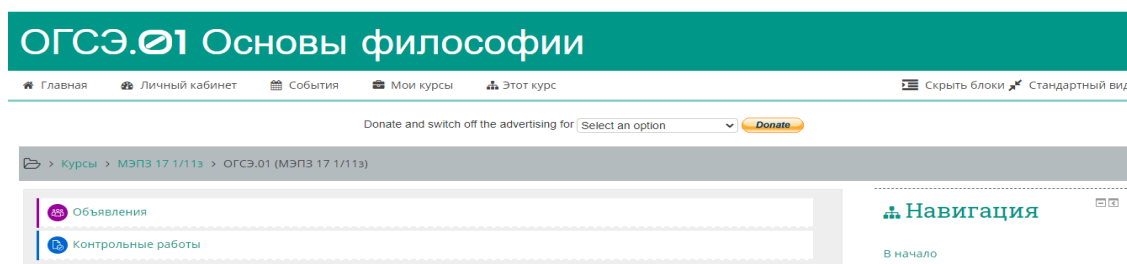 ОГСЭ.01 Основы философии
Главная Личный кабинет События Мои курсы Этот курс Скрыть блоки Стандартный вид
Donate and switch off the advertising for Select an option Donate
> Курсы > МЭПЗ 17 1/11з > ОГСЭ.01 (МЭПЗ 17 1/11з)
Объявления
Контрольные работы
Навигация
В начало